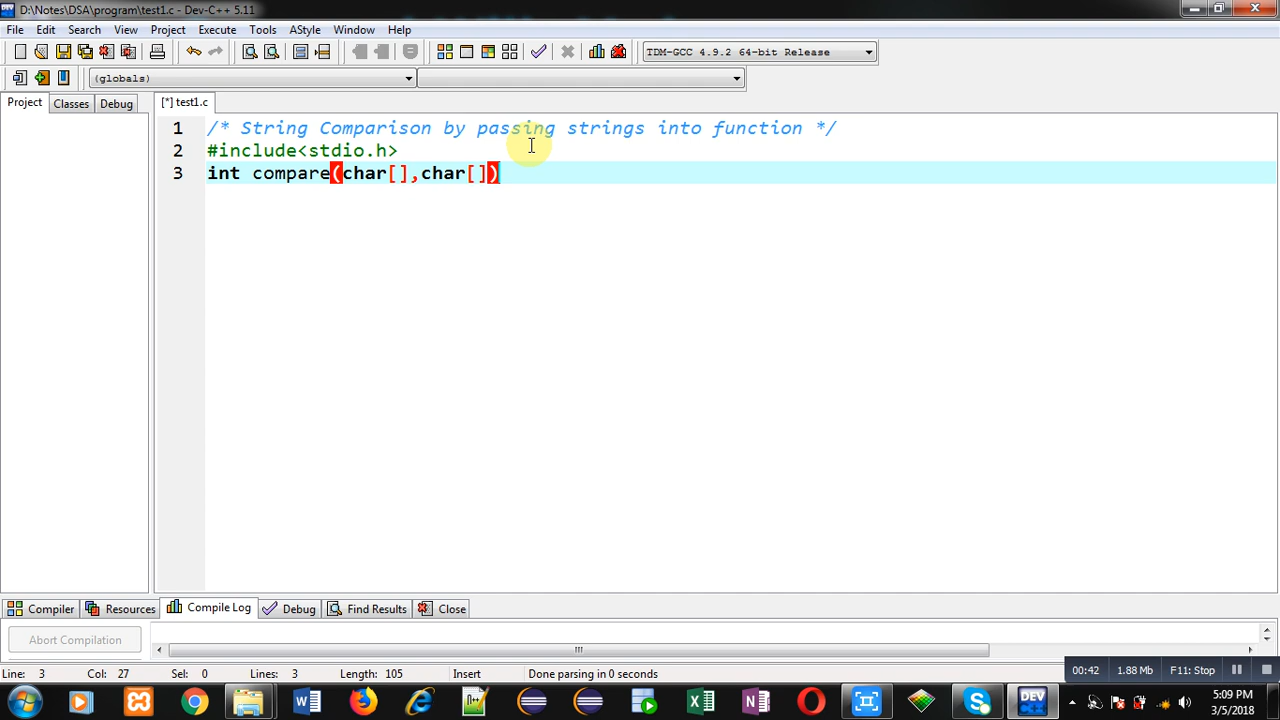 D:\Notes\DSA\program\test1.c - Dev-C++ 5.11
File Edit Search View Project Execute Tools AStyle Window Help
TDM-GCC 4.9.2 64-bit Release
(globals)
Project Classes Debug [*] test1.c
1 /* String Comparison by passing strings into function */
2 #include<stdio.h>
3 int compare(char[],char[])
Compiler Resources Compile Log Debug Find Results Close
Abort Compilation
Line: 3 Col: 27 Sel: 0 Lines: 3 Length: 105 Insert Done parsing in 0 seconds
00:42 1.88 Mb F11: Stop
5:09 PM
3/5/2018